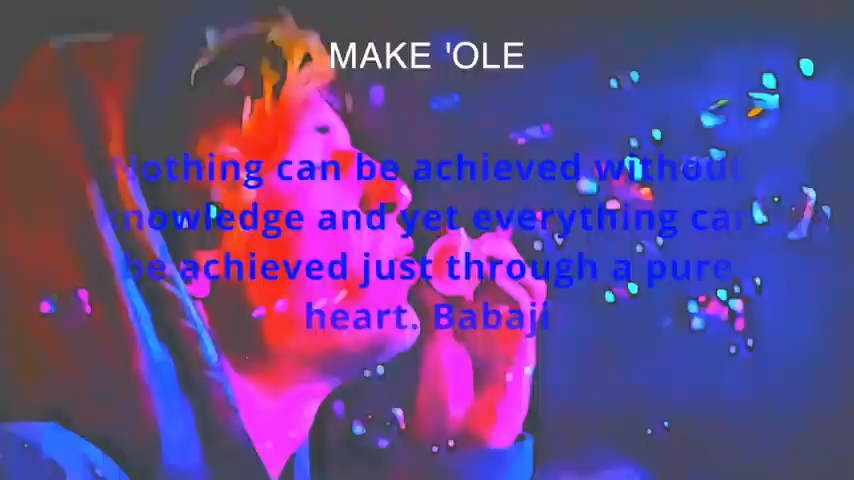 MAKE 'OLE
Nothing can be achieved without
knowledge and yet everything can
be achieved just through a pure
heart. Babaji